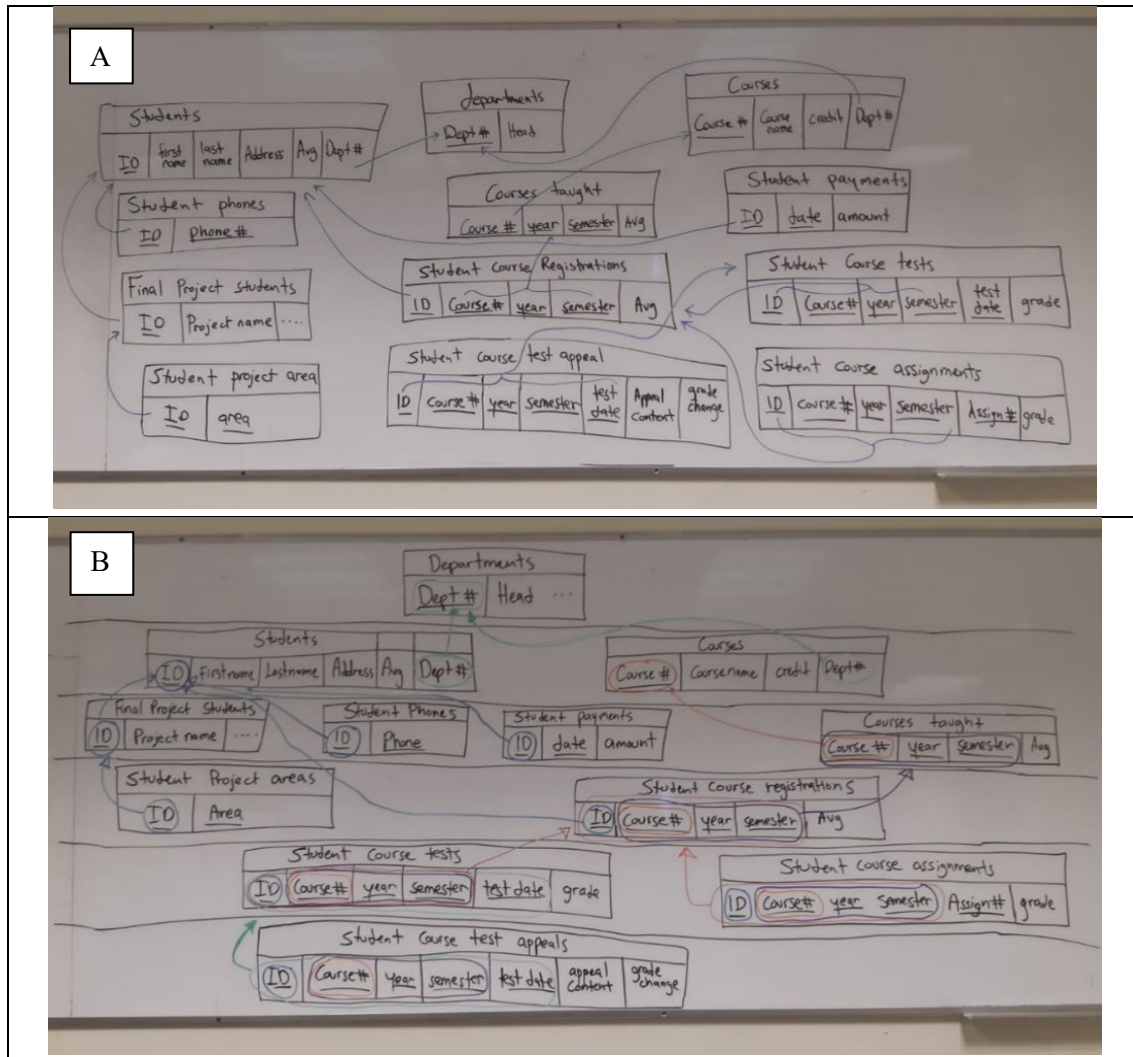 A
Students
ID first name last name Address Avg Dept#
departments
Dept # Head
Courses
Course # Course name credit Dept#
Student phones
ID phone#
Courses taught
Course # year semester Avg
Student payments
ID date amount
Final Project students
ID Project name ....
Student Course Registrations
ID Course # year semester Avg
Student Course tests
ID Course# year semester test date grade
Student project area
ID area
Student course test appeal
ID Course # year semester test date Appeal Content grade change
Student Course assignments
ID Course # year semester Assign # grade
B
Departments
Dept # Head ...
Students
ID Firstname Lastname Address Avg Dept#
Courses
Course # Coursename credit Dept#
Final Project Students
ID Project name ....
Student Phones
ID Phone
Student payments
ID date amount
Courses taught
Course # year semester Avg
Student Project areas
ID Area
Student Course registrations
ID Course# year semester Avg
Student Course tests
ID Course# year semester test date grade
Student course assignments
ID Course# year semester Assign# grade
Student Course test appeals
ID Course# year semester test date appeal content grade change